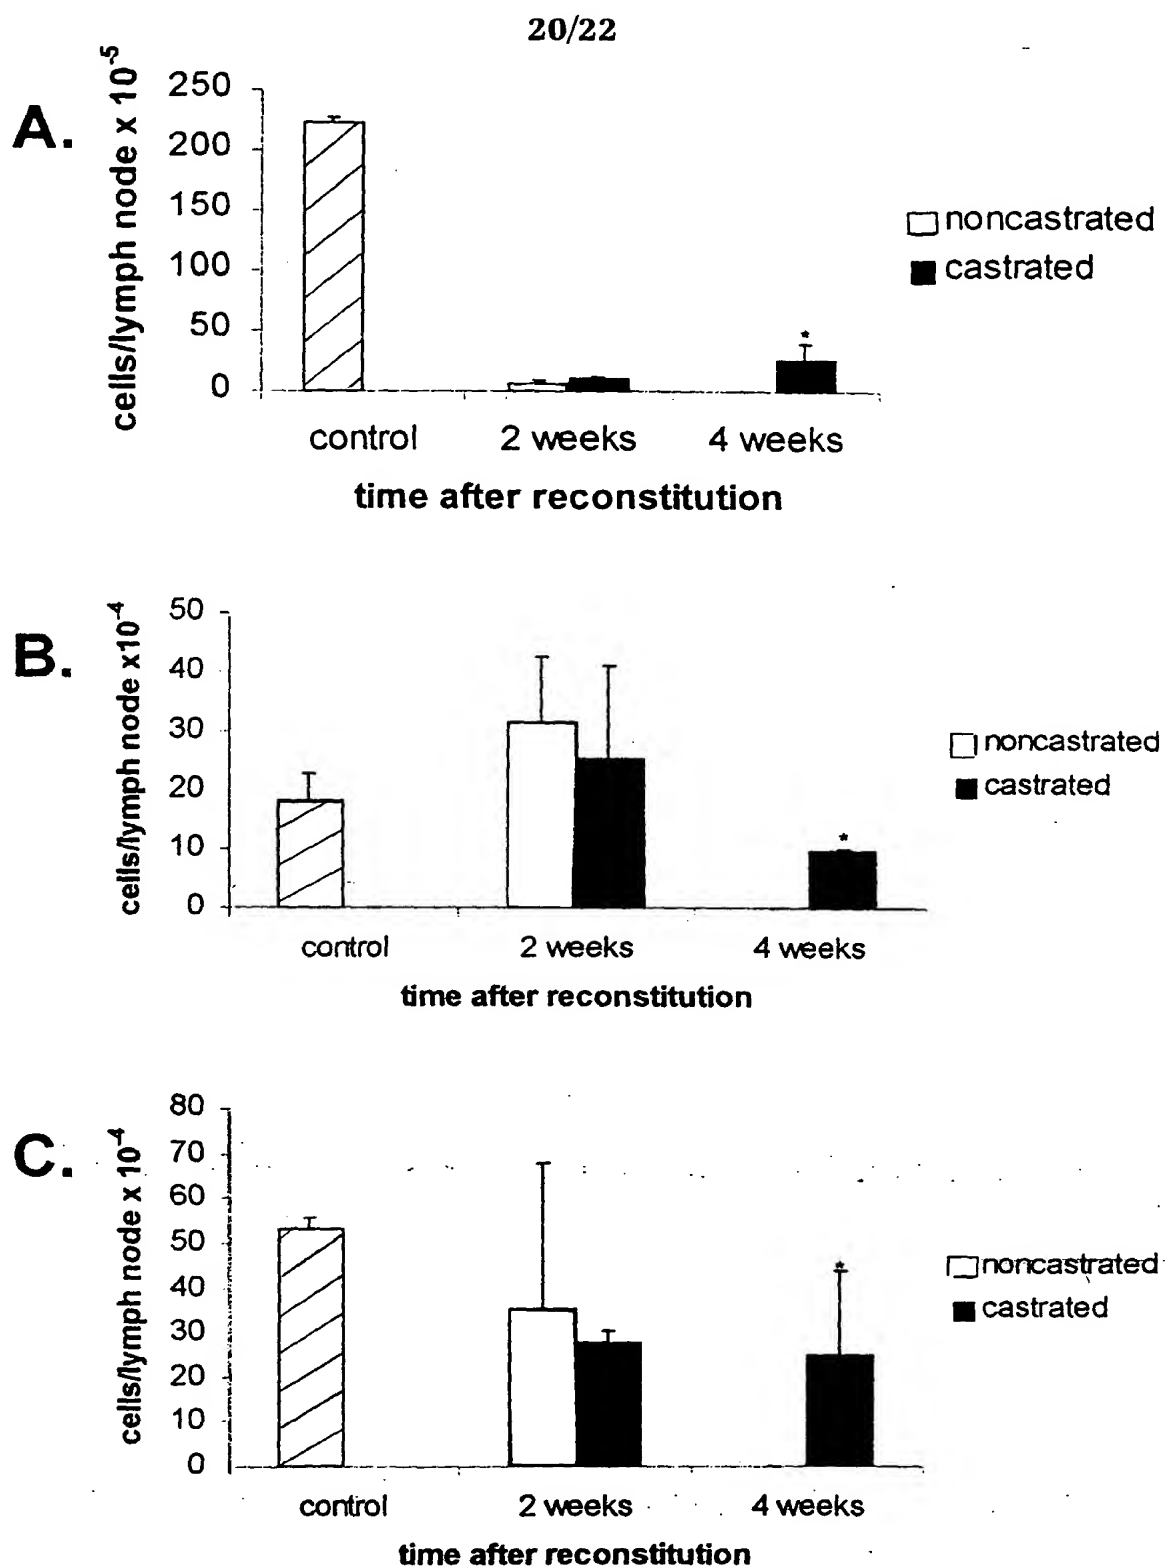 20/22
A.
cells/lymph node x 10^-5
250
200
150
100
50
0
*
control 2 weeks 4 weeks
time after reconstitution
noncastrated
castrated
B.
cells/lymph node x10^-4
50
40
30
20
10
0
*
control 2 weeks 4 weeks
time after reconstitution
noncastrated
castrated
C.
cells/lymph node x 10^-4
80
70
60
50
40
30
20
10
0
*
control 2 weeks 4 weeks
time after reconstitution
noncastrated
castrated